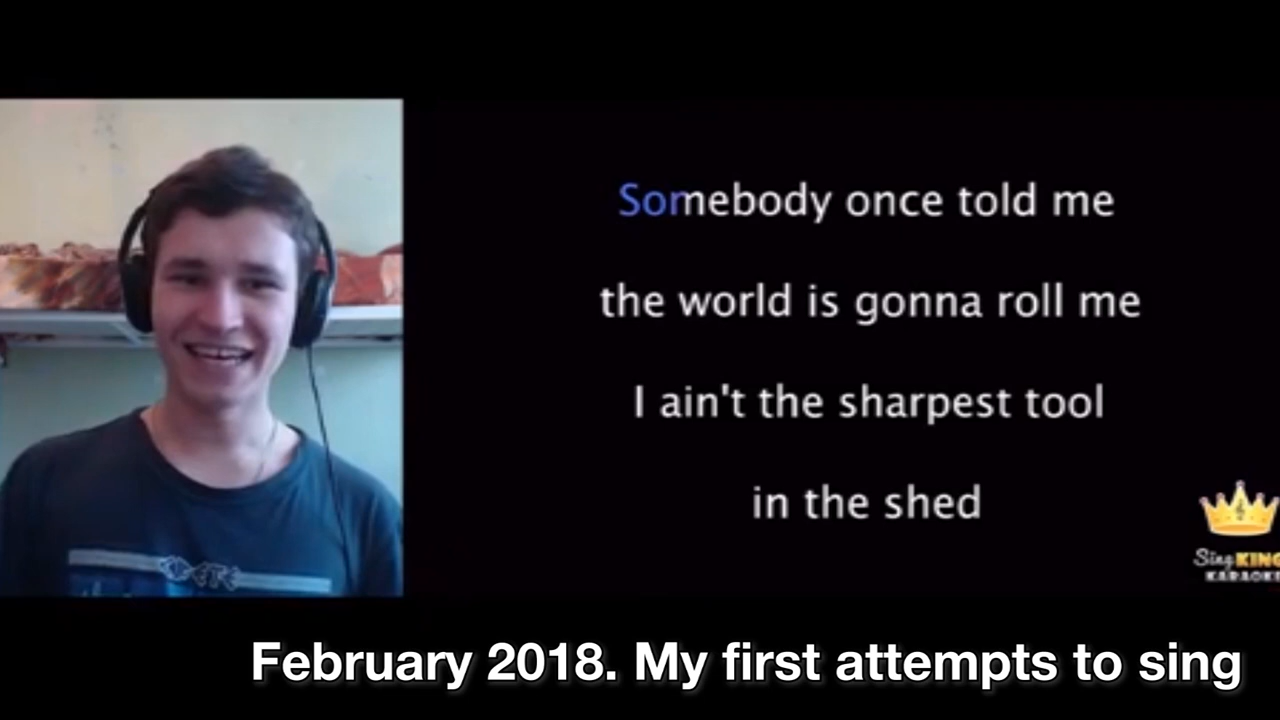 Somebody once told me
the world is gonna roll me
I ain't the sharpest tool
in the shed
Sing KING
KARAOKE
February 2018. My first attempts to sing